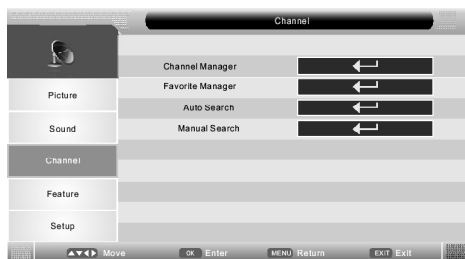 Channel
Channel Manager
Favorite Manager
Auto Search
Manual Search
Picture
Sound
Channel
Feature
Setup
Move OK Enter MENU Return EXIT Exit